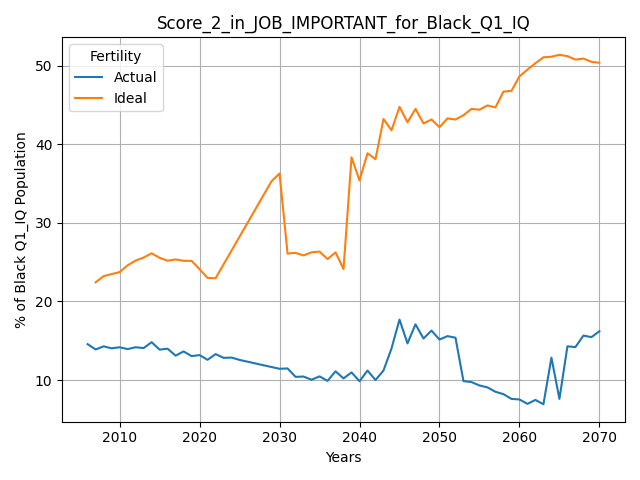 Score_2_in_JOB_IMPORTANT_for_Black_Q1_IQ
Fertility
Actual
Ideal
% of Black Q1_IQ Population
50
40
30
20
10
2010 2020 2030 2040 2050 2060 2070
Years